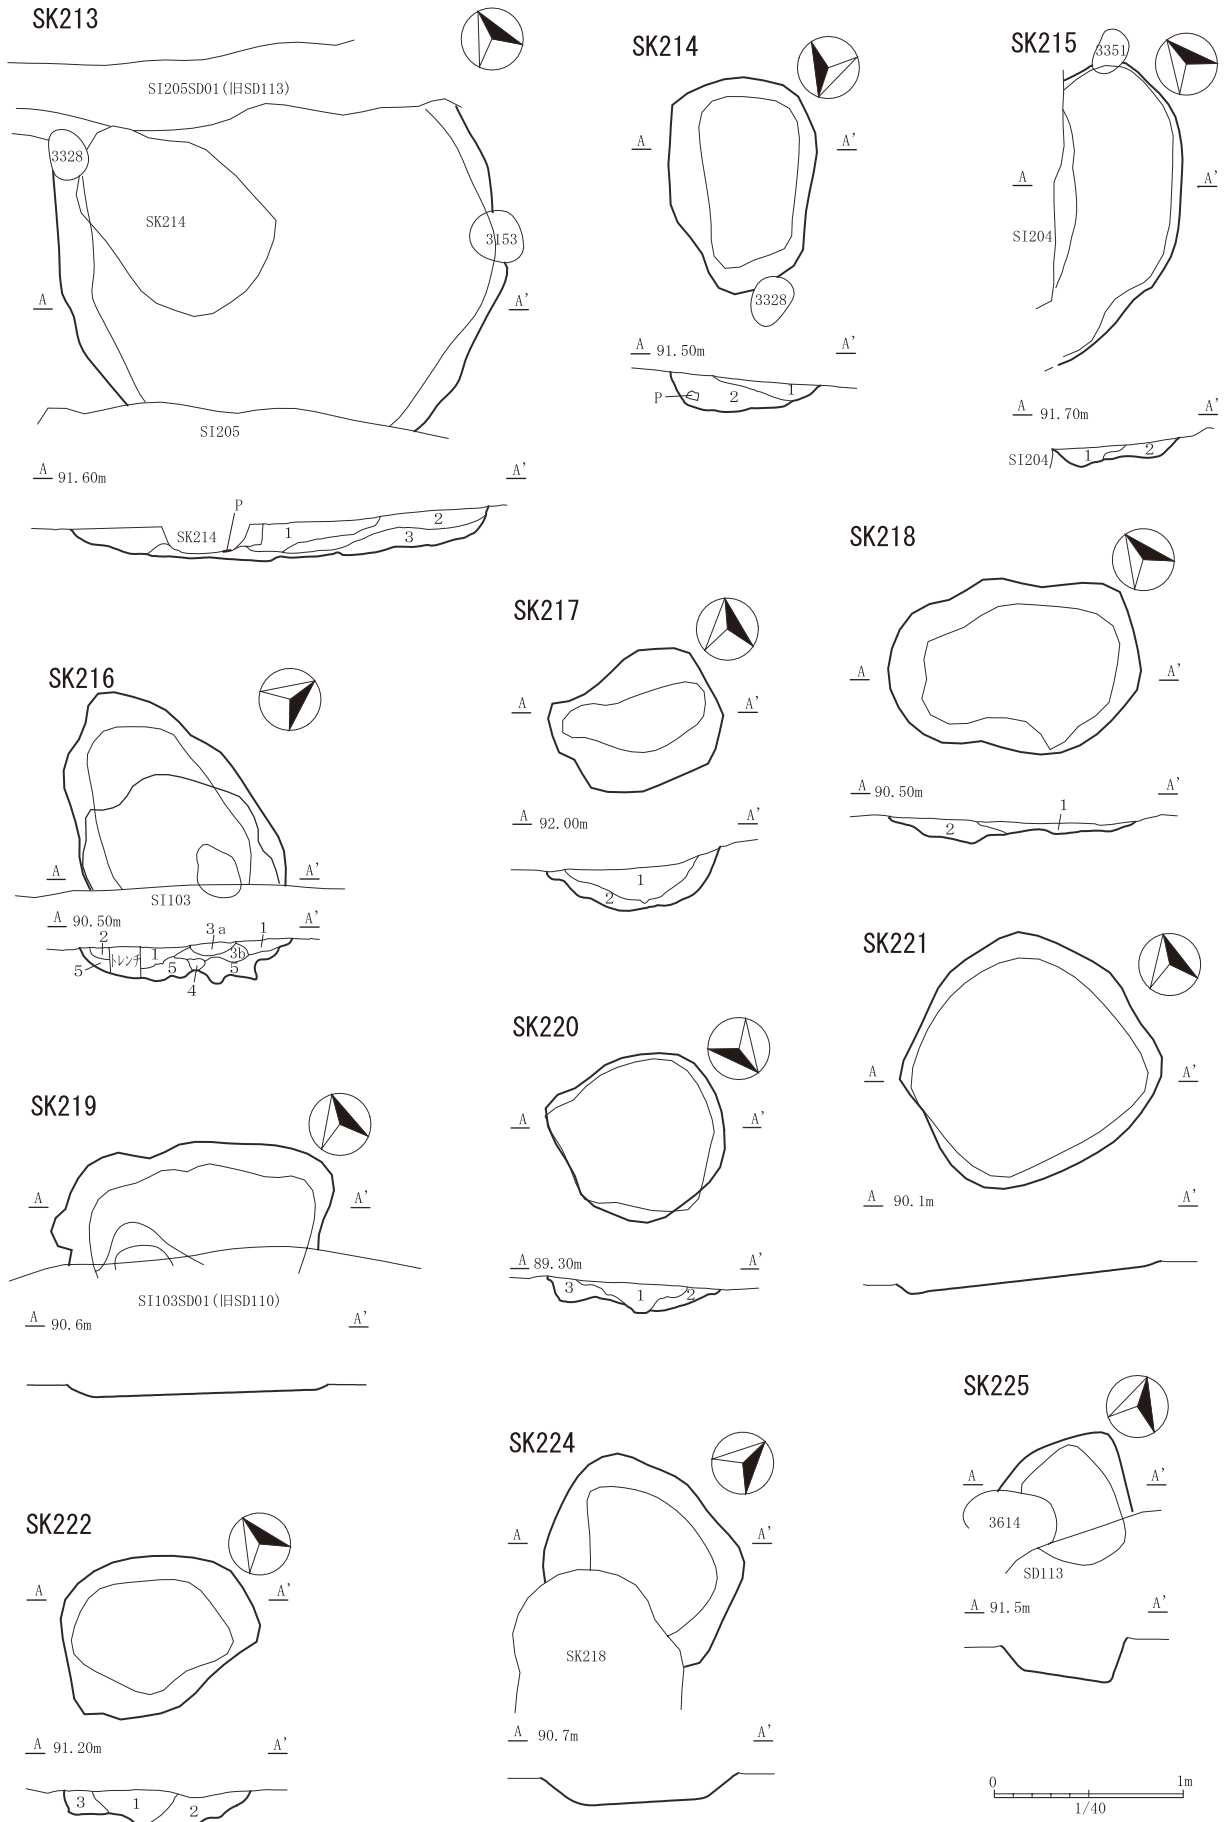 SK213
SI205SD01(旧SD113)
3328
SK214
3153
A A'
SI205
A 91.60m A'
P
SK214 1 2 3
SK214
A A'
3328
A 91.50m A'
P 2 1
SK215
3351
A A'
SI204
A 91.70m A'
SI204 1 2
SK216
A A'
SI103
A 90.50m A'
2 3a 1
トレンチ 1 3b
5 5 5
4
SK217
A A'
A 92.00m A'
1
2
SK218
A A'
A 90.50m A'
1
2
SK219
A A'
SI103SD01(旧SD110)
A 90.6m A'
SK220
A A'
A 89.30m A'
3 1 2
SK221
A A'
A 90.1m A'
SK222
A A'
A 91.20m A'
3 1 2
SK224
A A'
SK218
A 90.7m A'
SK225
A A'
3614
SD113
A 91.5m A'
0 1m
1/40